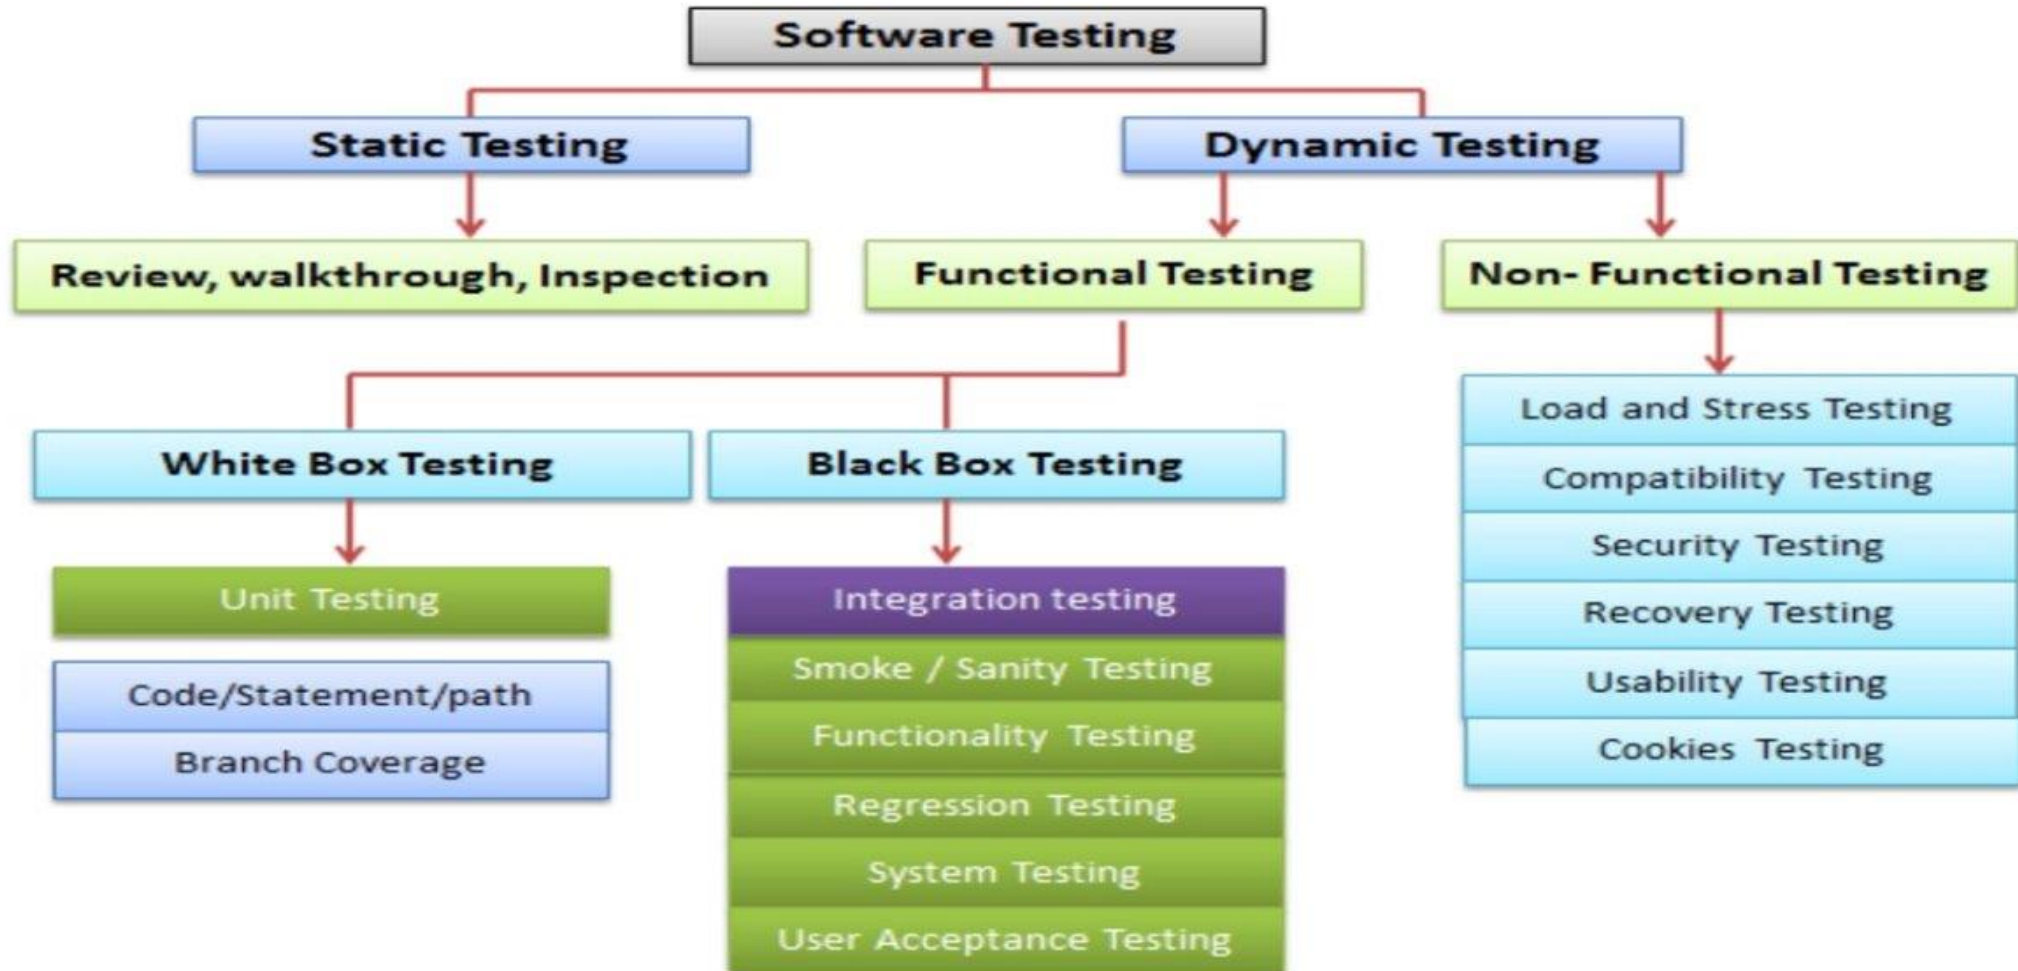 Software Testing
Static Testing
Dynamic Testing
Review, walkthrough, Inspection
Functional Testing
Non- Functional Testing
White Box Testing
Black Box Testing
Unit Testing
Code/Statement/path
Branch Coverage
Integration testing
Smoke / Sanity Testing
Functionality Testing
Regression Testing
System Testing
User Acceptance Testing
Load and Stress Testing
Compatibility Testing
Security Testing
Recovery Testing
Usability Testing
Cookies Testing